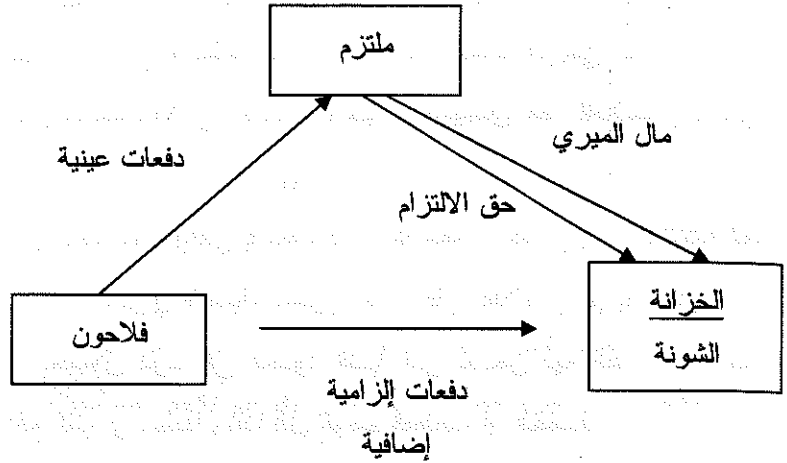 ملتزم
مال الميري
دفعات عينية
حق الالتزام
الخزانة
الشونة
فلاحون
دفعات إلزامية
إضافية